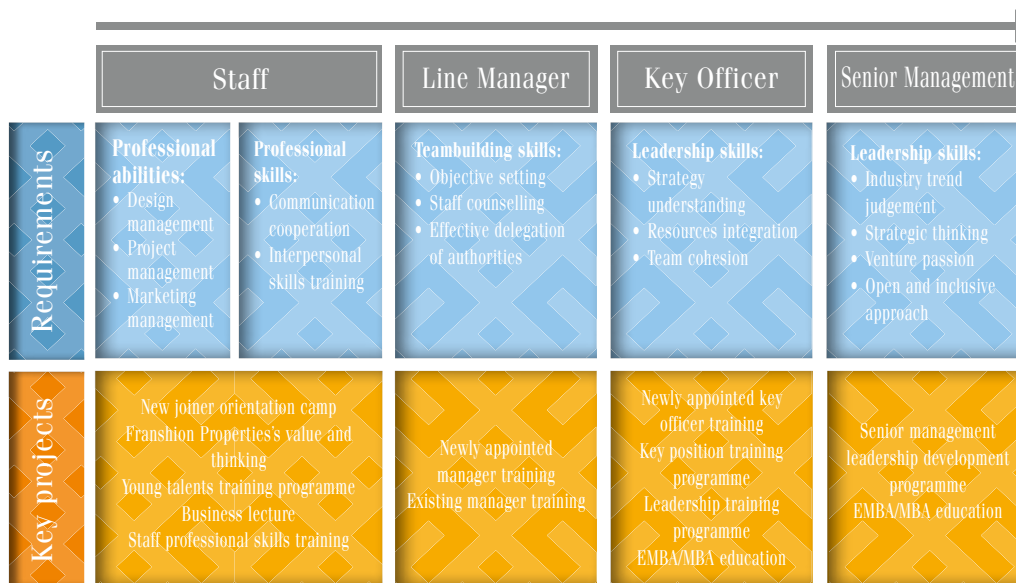 Staff
Line Manager
Key Officer
Senior Management
Requirements
Professional
abilities:
• Design
management
• Project
management
• Marketing
management
Professional
skills:
• Communication
cooperation
• Interpersonal
skills training
Teambuilding skills:
• Objective setting
• Staff counselling
• Effective delegation
of authorities
Leadership skills:
• Strategy
understanding
• Resources integration
• Team cohesion
Leadership skills:
• Industry trend
judgement
• Strategic thinking
• Venture passion
• Open and inclusive
approach
Key projects
New joiner orientation camp
Franshion Properties's value and
thinking
Young talents training programme
Business lecture
Staff professional skills training
Newly appointed
manager training
Existing manager training
Newly appointed key
officer training
Key position training
programme
Leadership training
programme
EMBA/MBA education
Senior management
leadership development
programme
EMBA/MBA education